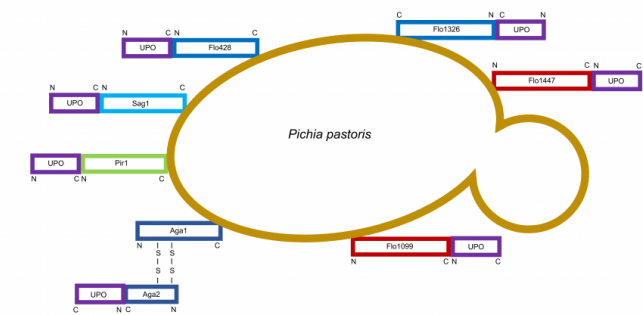 C N C N
Flo1326 UPO
N C N C
UPO Flo428
N C N C
Flo1447 UPO
N C N C
UPO Sag1
Pichia pastoris
UPO Pir1
N C N C
Aga1
N C
S S
I I
S S
I I
Flo1099 UPO
N C N C
UPO Aga2
C N C N